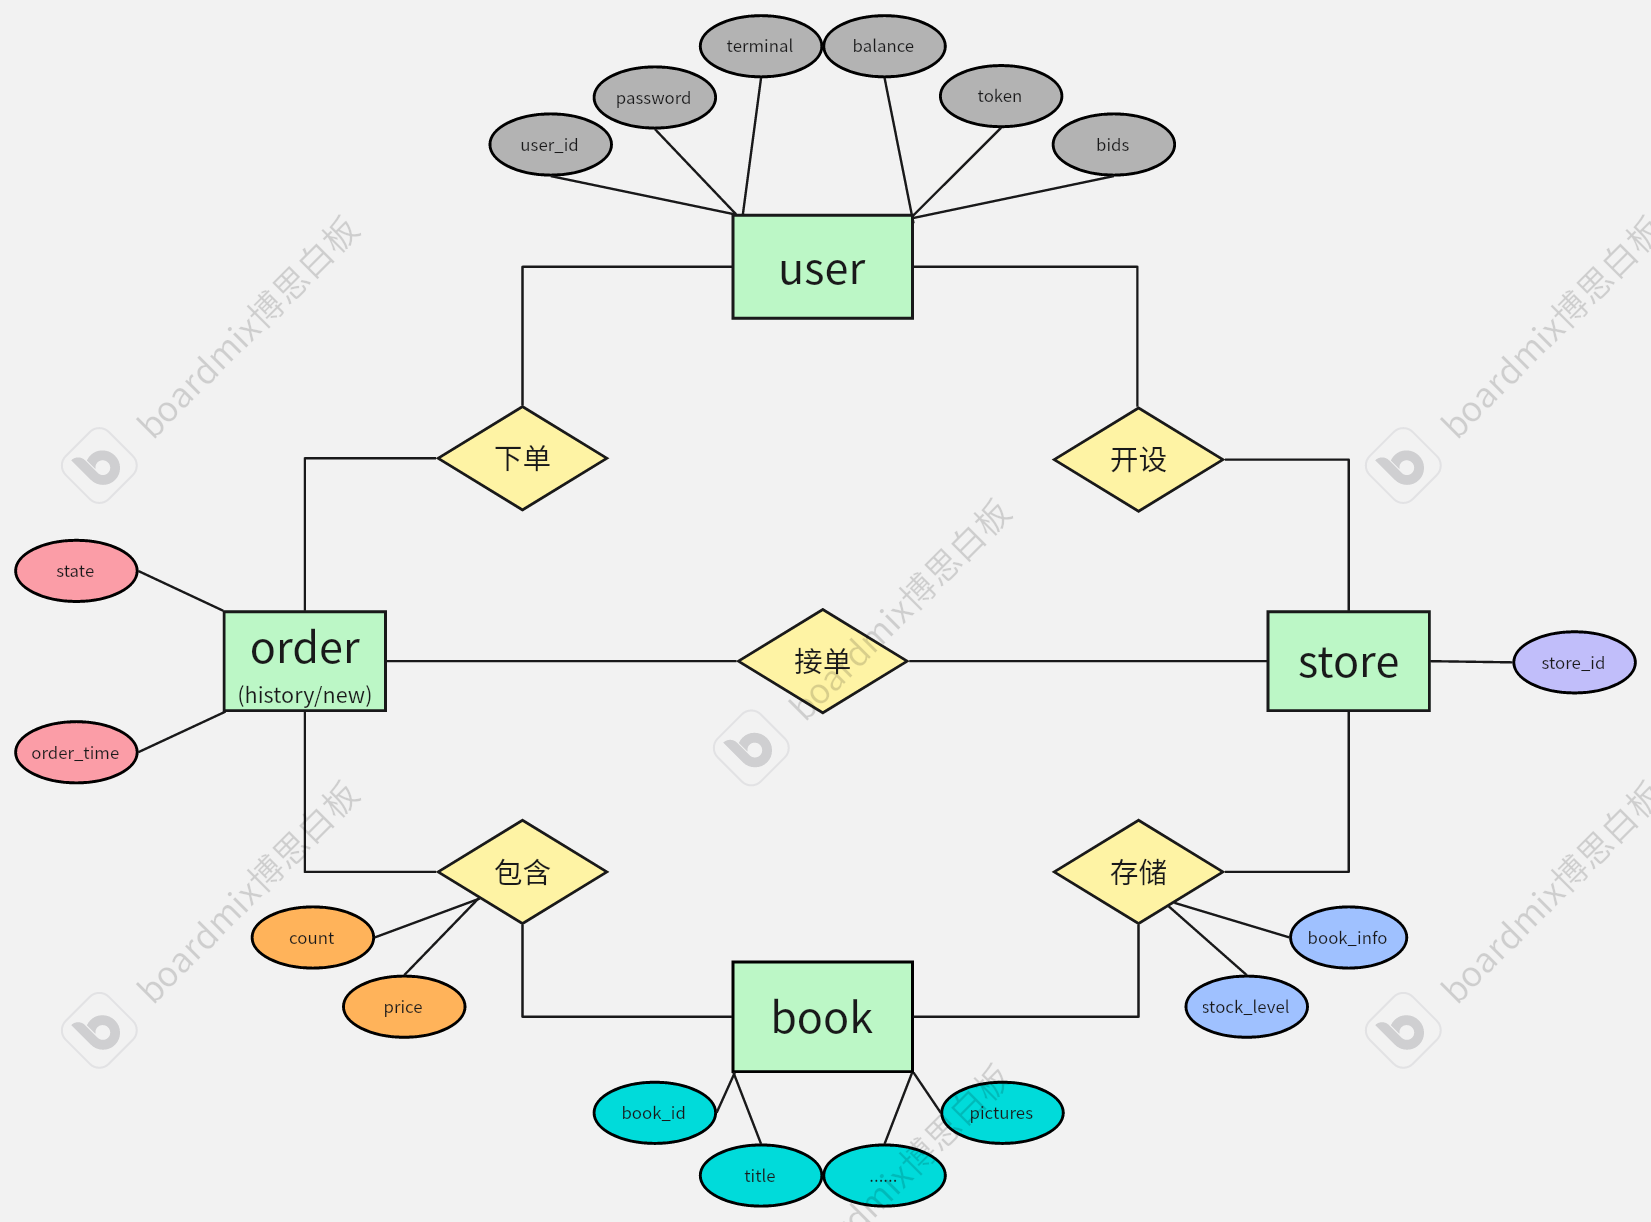 terminal
balance
password
token
user_id
bids
user
下单
开设
state
order
(history/new)
接单
store
store_id
order_time
包含
存储
count
book_info
price
stock_level
book
book_id
pictures
title
......
boardmix博思白板
boardmix博思白板
boardmix博思白板
boardmix博思白板
boardmix博思白板
boardmix博思白板